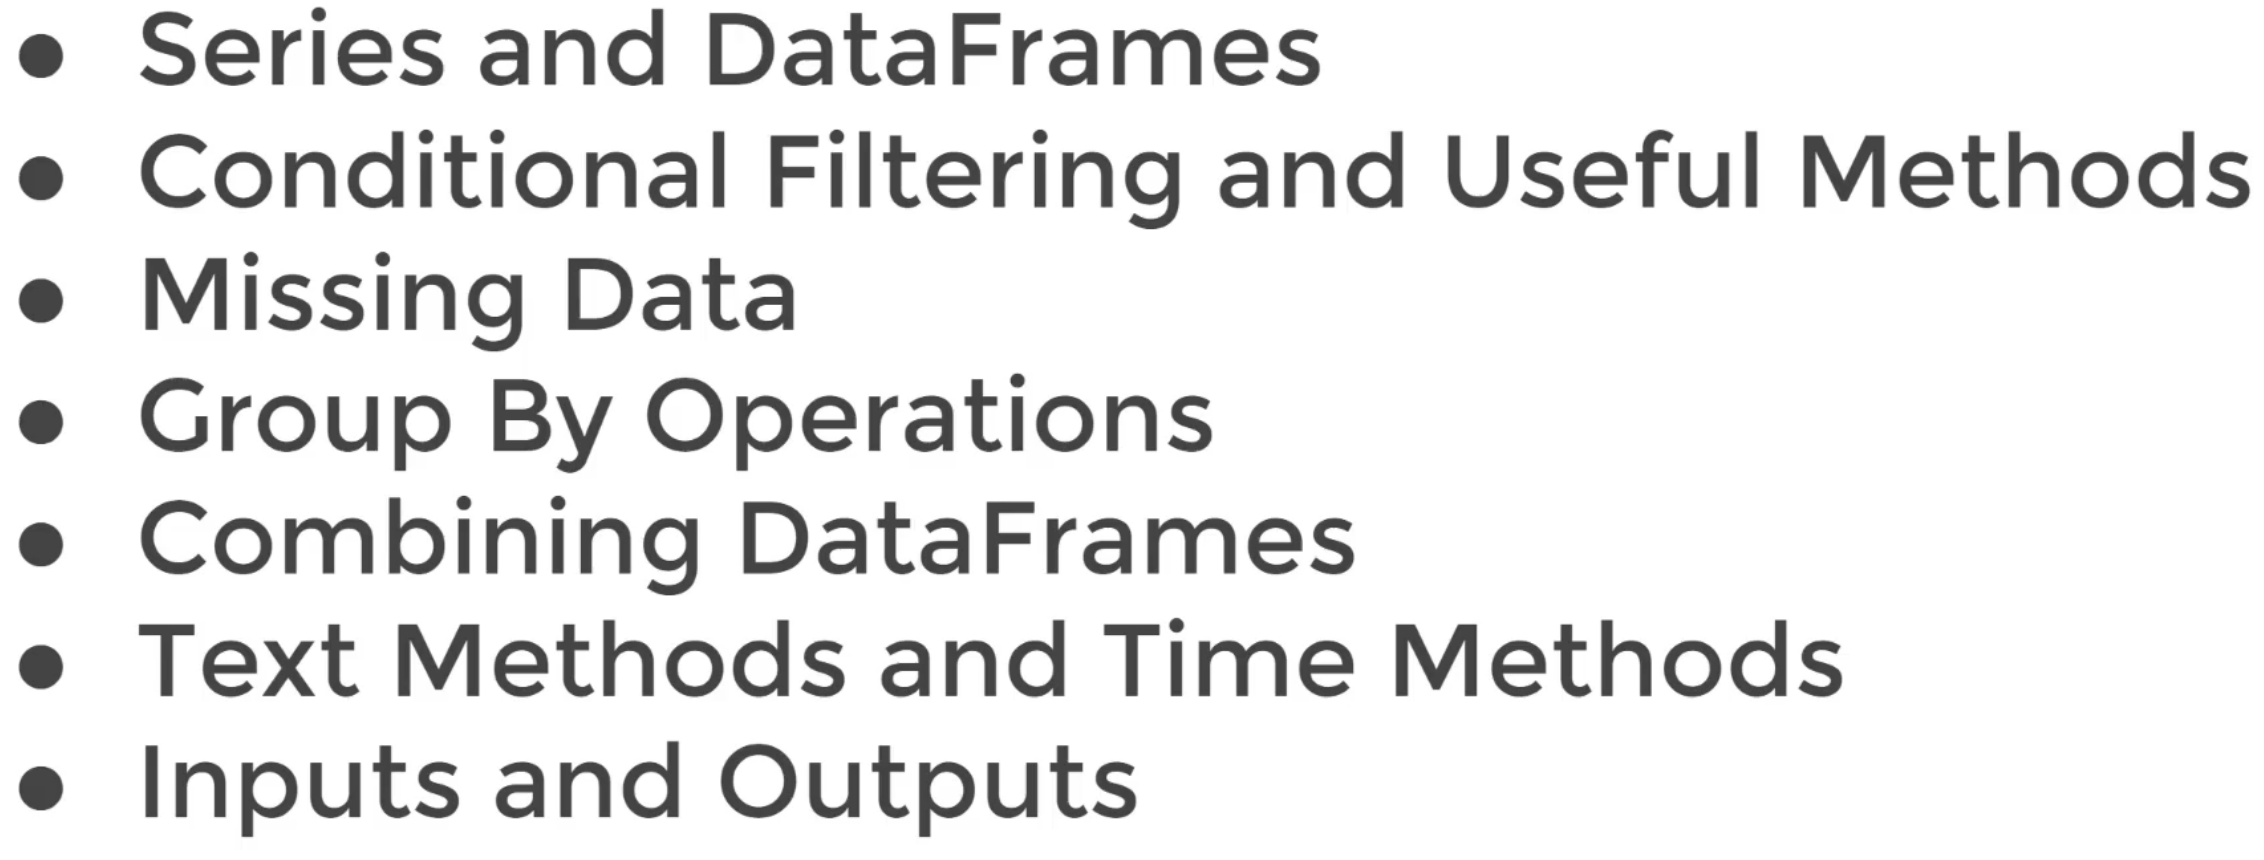 ● Series and DataFrames
● Conditional Filtering and Useful Methods
● Missing Data
● Group By Operations
● Combining DataFrames
● Text Methods and Time Methods
● Inputs and Outputs